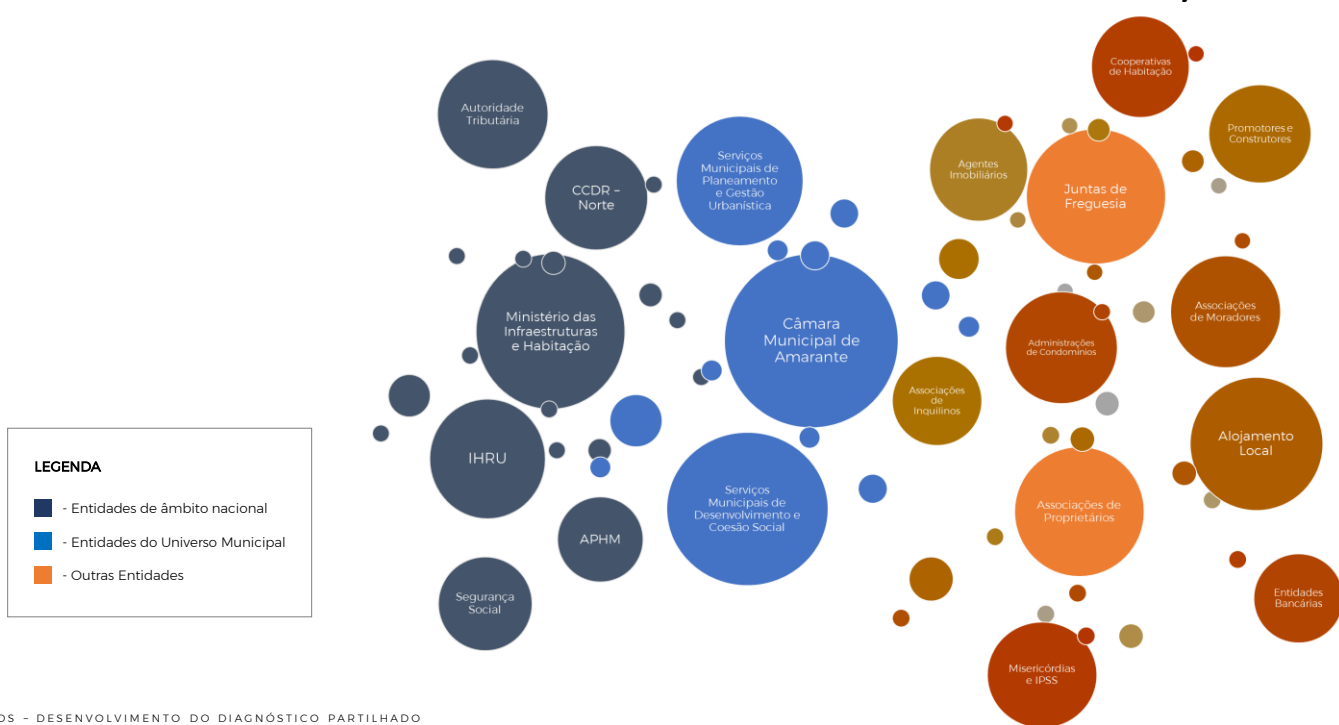 Cooperativas
de Habitação
Autoridade
Tributária
Promotores e
Construtores
Serviços
Municipais de
Planeamento
e Gestão
Urbanística
Agentes
Imobiliários
CCDR –
Norte
Juntas de
Freguesia
Ministério das
Infraestruturas
e Habitação
Câmara
Municipal de
Amarante
Administrações
de Condomínios
Associações
de Moradores
Associações
de
Inquilinos
Alojamento
Local
IHRU
Serviços
Municipais de
Desenvolvimento e
Coesão Social
Associações de
Proprietários
APHM
Segurança
Social
Entidades
Bancárias
Misericórdias
e IPSS
LEGENDA
- Entidades de âmbito nacional
- Entidades do Universo Municipal
- Outras Entidades
OS – DESENVOLVIMENTO DO DIAGNÓSTICO PARTILHADO